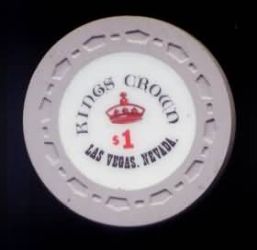 KINGS CROWN
$1
LAS VEGAS, NEVADA.